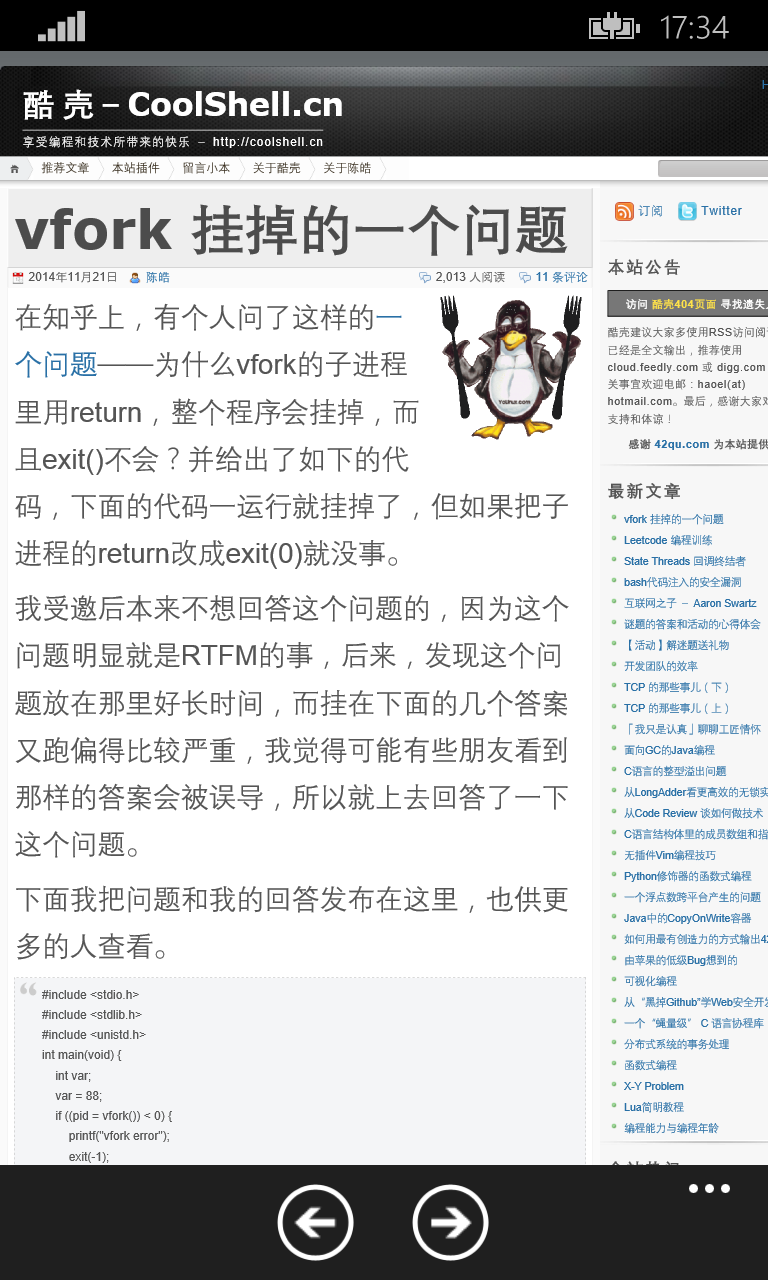 17:34
酷 壳 – CoolShell.cn
享受编程和技术所带来的快乐 – http://coolshell.cn
H
推荐文章 本站插件 留言小本 关于酷壳 关于陈皓
vfork 挂掉的一个问题
2014年11月21日 陈皓 2,013 人阅读 11 条评论
在知乎上，有个人问了这样的一
个问题——为什么vfork的子进程
里用return，整个程序会挂掉，而
且exit()不会？并给出了如下的代
码，下面的代码一运行就挂掉了，但如果把子
进程的return改成exit(0)就没事。
我受邀后本来不想回答这个问题的，因为这个
问题明显就是RTFM的事，后来，发现这个问
题放在那里好长时间，而挂在下面的几个答案
又跑偏得比较严重，我觉得可能有些朋友看到
那样的答案会被误导，所以就上去回答了一下
这个问题。
下面我把问题和我的回答发布在这里，也供更
多的人查看。
#include <stdio.h>
#include <stdlib.h>
#include <unistd.h>
int main(void) {
int var;
var = 88;
if ((pid = vfork()) < 0) {
printf("vfork error");
exit(-1);
订阅 Twitter
本站公告
访问 酷壳404页面 寻找遗失
酷壳建议大家多使用RSS访问阅
已经是全文输出，推荐使用
cloud.feedly.com 或 digg.com
关事宜欢迎电邮：haoel(at)
hotmail.com。最后，感谢大家对
支持和体谅！
感谢 42qu.com 为本站提供
最新文章
vfork 挂掉的一个问题
Leetcode 编程训练
State Threads 回调终结者
bash代码注入的安全漏洞
互联网之子 – Aaron Swartz
谜题的答案和活动的心得体会
【活动】解迷题送礼物
开发团队的效率
TCP 的那些事儿（下）
TCP 的那些事儿（上）
「我只是认真」聊聊工匠情怀
面向GC的Java编程
C语言的整型溢出问题
从LongAdder看更高效的无锁实
从Code Review 谈如何做技术
C语言结构体里的成员数组和指
无插件Vim编程技巧
Python修饰器的函数式编程
一个浮点数跨平台产生的问题
Java中的CopyOnWrite容器
如何用最有创造力的方式输出42
由苹果的低级Bug想到的
可视化编程
从“黑掉Github”学Web安全开发
一个“蝇量级” C 语言协程库
分布式系统的事务处理
函数式编程
X-Y Problem
Lua简明教程
编程能力与编程年龄